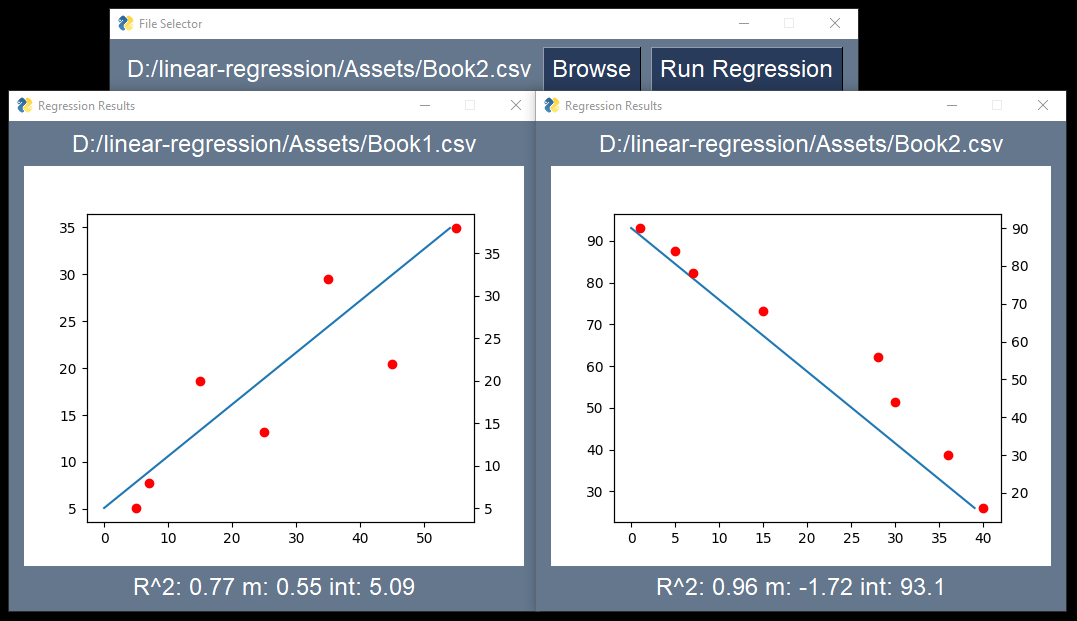 File Selector
D:/linear-regression/Assets/Book2.csv Browse Run Regression
Regression Results
D:/linear-regression/Assets/Book1.csv
35
30
25
20
15
10
5
35
30
25
20
15
10
5
0 10 20 30 40 50
R^2: 0.77 m: 0.55 int: 5.09
Regression Results
D:/linear-regression/Assets/Book2.csv
90
80
70
60
50
40
30
90
80
70
60
50
40
30
20
0 5 10 15 20 25 30 35 40
R^2: 0.96 m: -1.72 int: 93.1